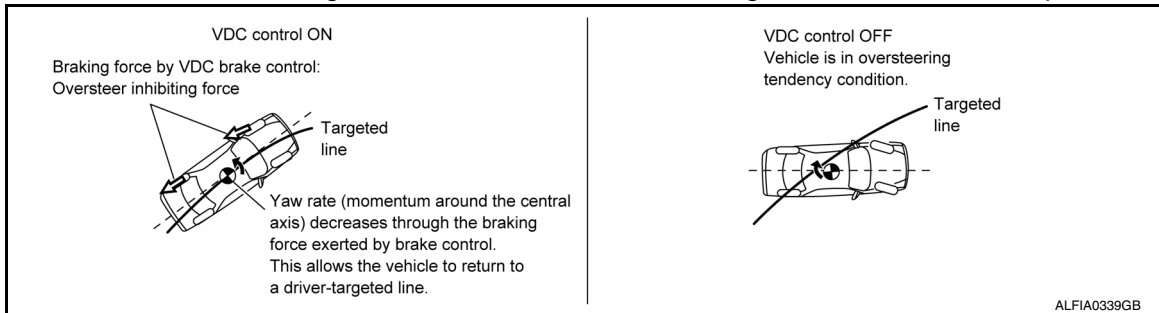 VDC control ON
Braking force by VDC brake control:
Oversteer inhibiting force
Targeted
line
Yaw rate (momentum around the central
axis) decreases through the braking
force exerted by brake control.
This allows the vehicle to return to
a driver-targeted line.
VDC control OFF
Vehicle is in oversteering
tendency condition.
Targeted
line
ALFIA0339GB